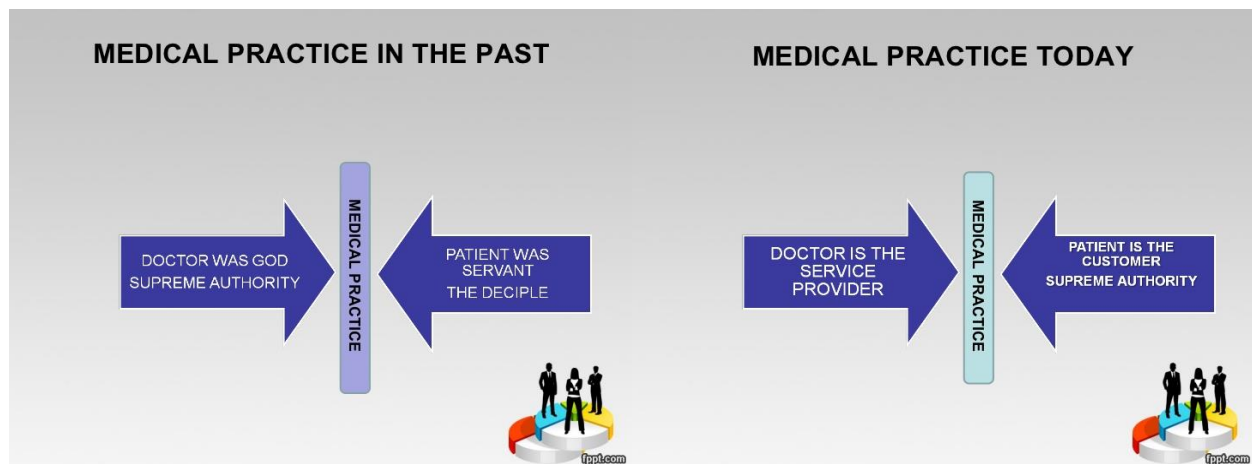 MEDICAL PRACTICE IN THE PAST
DOCTOR WAS GOD
SUPREME AUTHORITY
MEDICAL PRACTICE
PATIENT WAS
SERVANT
THE DECIPLE
fppt.com
MEDICAL PRACTICE TODAY
DOCTOR IS THE
SERVICE
PROVIDER
MEDICAL PRACTICE
PATIENT IS THE
CUSTOMER
SUPREME AUTHORITY
fppt.com